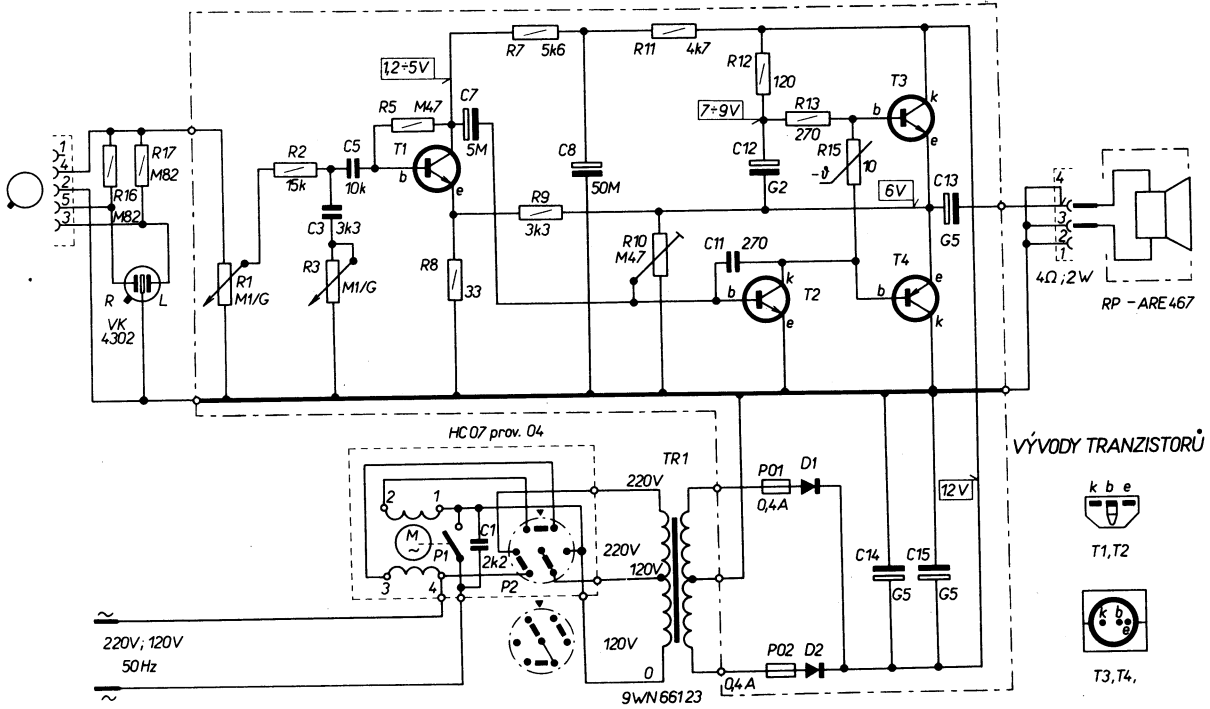 R7 5k6
R11 4k7
R12
120
T3
k
b
e
1,2÷5V
C7
5M
R5 M47
T1
b
e
7÷9V
R13
270
C8
50M
C12
G2
R15
-ϑ
10
6V
C13
G5
1
4
2
5
3
R17
M82
R16
M82
R2
15k
C5
10k
C3
3k3
R9
3k3
R10
M47
C11 270
T4
k
b
e
T2
b
e
k
4
3
2
1
4Ω;2W
RP - ARE467
R L
VK
4302
R1
M1/G
R3
M1/G
R8
33
HC07 prov. 04
TR1
220V
PO1 D1
0,4A
12V
VÝVODY TRANZISTORŮ
k b e
T1,T2
2 1
M
~
P1
C1
2k2
3 4
P2
220V
120V
C14
G5
C15
G5
k b
e
T3,T4,
~
220V; 120V
50Hz
~
120V
0
PO2 D2
0,4A
9WN66123